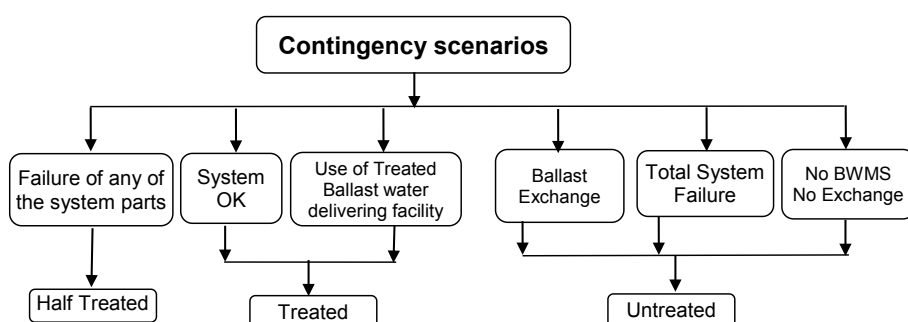 Contingency scenarios
Failure of any of
the system parts
System
OK
Use of Treated
Ballast water
delivering facility
Ballast
Exchange
Total System
Failure
No BWMS
No Exchange
Half Treated
Treated
Untreated